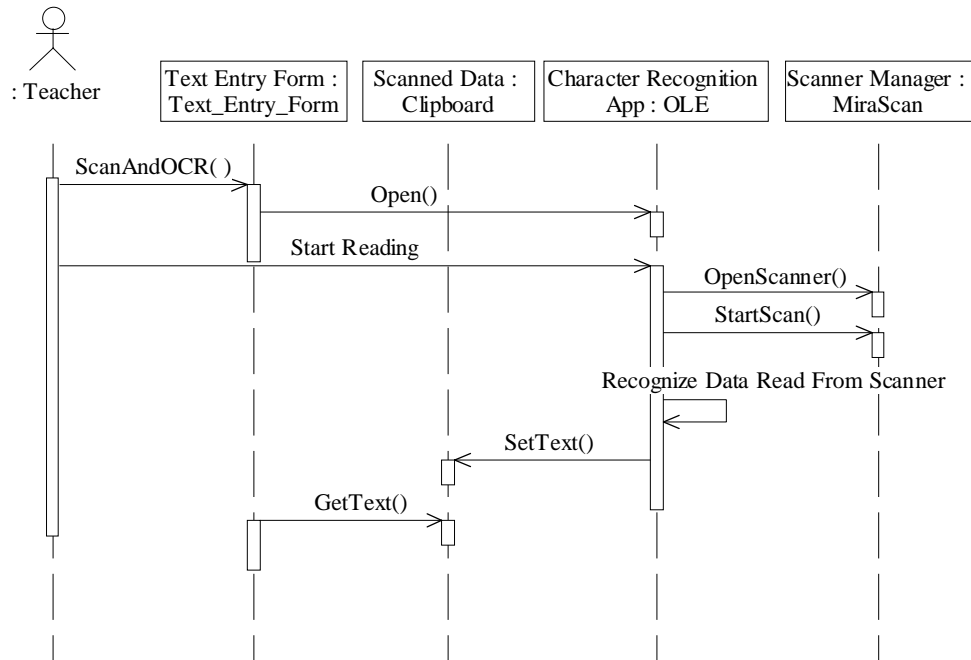 : Teacher
Text Entry Form :
Text_Entry_Form
Scanned Data :
Clipboard
Character Recognition
App : OLE
Scanner Manager :
MiraScan
ScanAndOCR( )
Open()
Start Reading
OpenScanner()
StartScan()
Recognize Data Read From Scanner
SetText()
GetText()